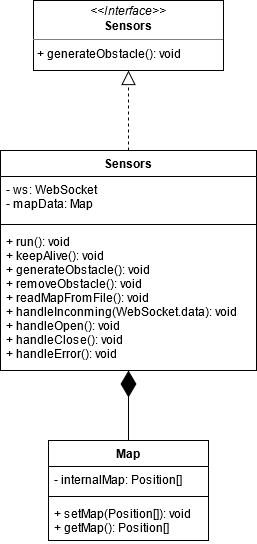 <<Interface>>
Sensors
+ generateObstacle(): void
Sensors
- ws: WebSocket
- mapData: Map
+ run(): void
+ keepAlive(): void
+ generateObstacle(): void
+ removeObstacle(): void
+ readMapFromFile(): void
+ handleInconming(WebSocket.data): void
+ handleOpen(): void
+ handleClose(): void
+ handleError(): void
Map
- internalMap: Position[]
+ setMap(Position[]): void
+ getMap(): Position[]